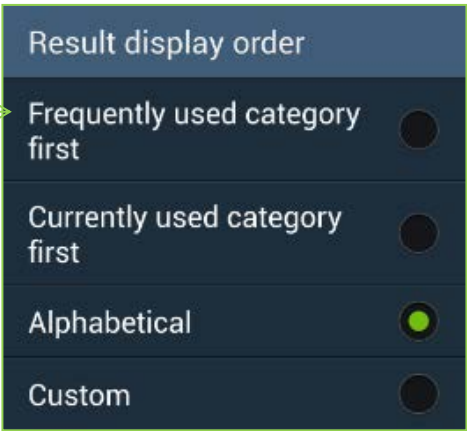 Result display order
Frequently used category
first
Currently used category
first
Alphabetical
Custom